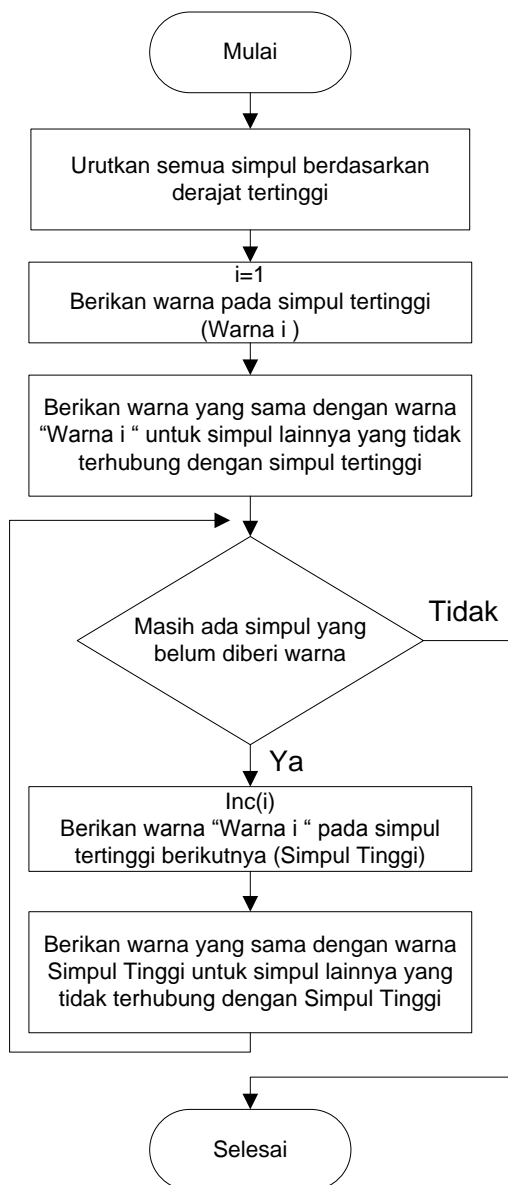 Mulai
Urutkan semua simpul berdasarkan
derajat tertinggi
i=1
Berikan warna pada simpul tertinggi
(Warna i )
Berikan warna yang sama dengan warna
“Warna i “ untuk simpul lainnya yang tidak
terhubung dengan simpul tertinggi
Masih ada simpul yang
belum diberi warna
Tidak
Ya
Inc(i)
Berikan warna “Warna i “ pada simpul
tertinggi berikutnya (Simpul Tinggi)
Berikan warna yang sama dengan warna
Simpul Tinggi untuk simpul lainnya yang
tidak terhubung dengan Simpul Tinggi
Selesai